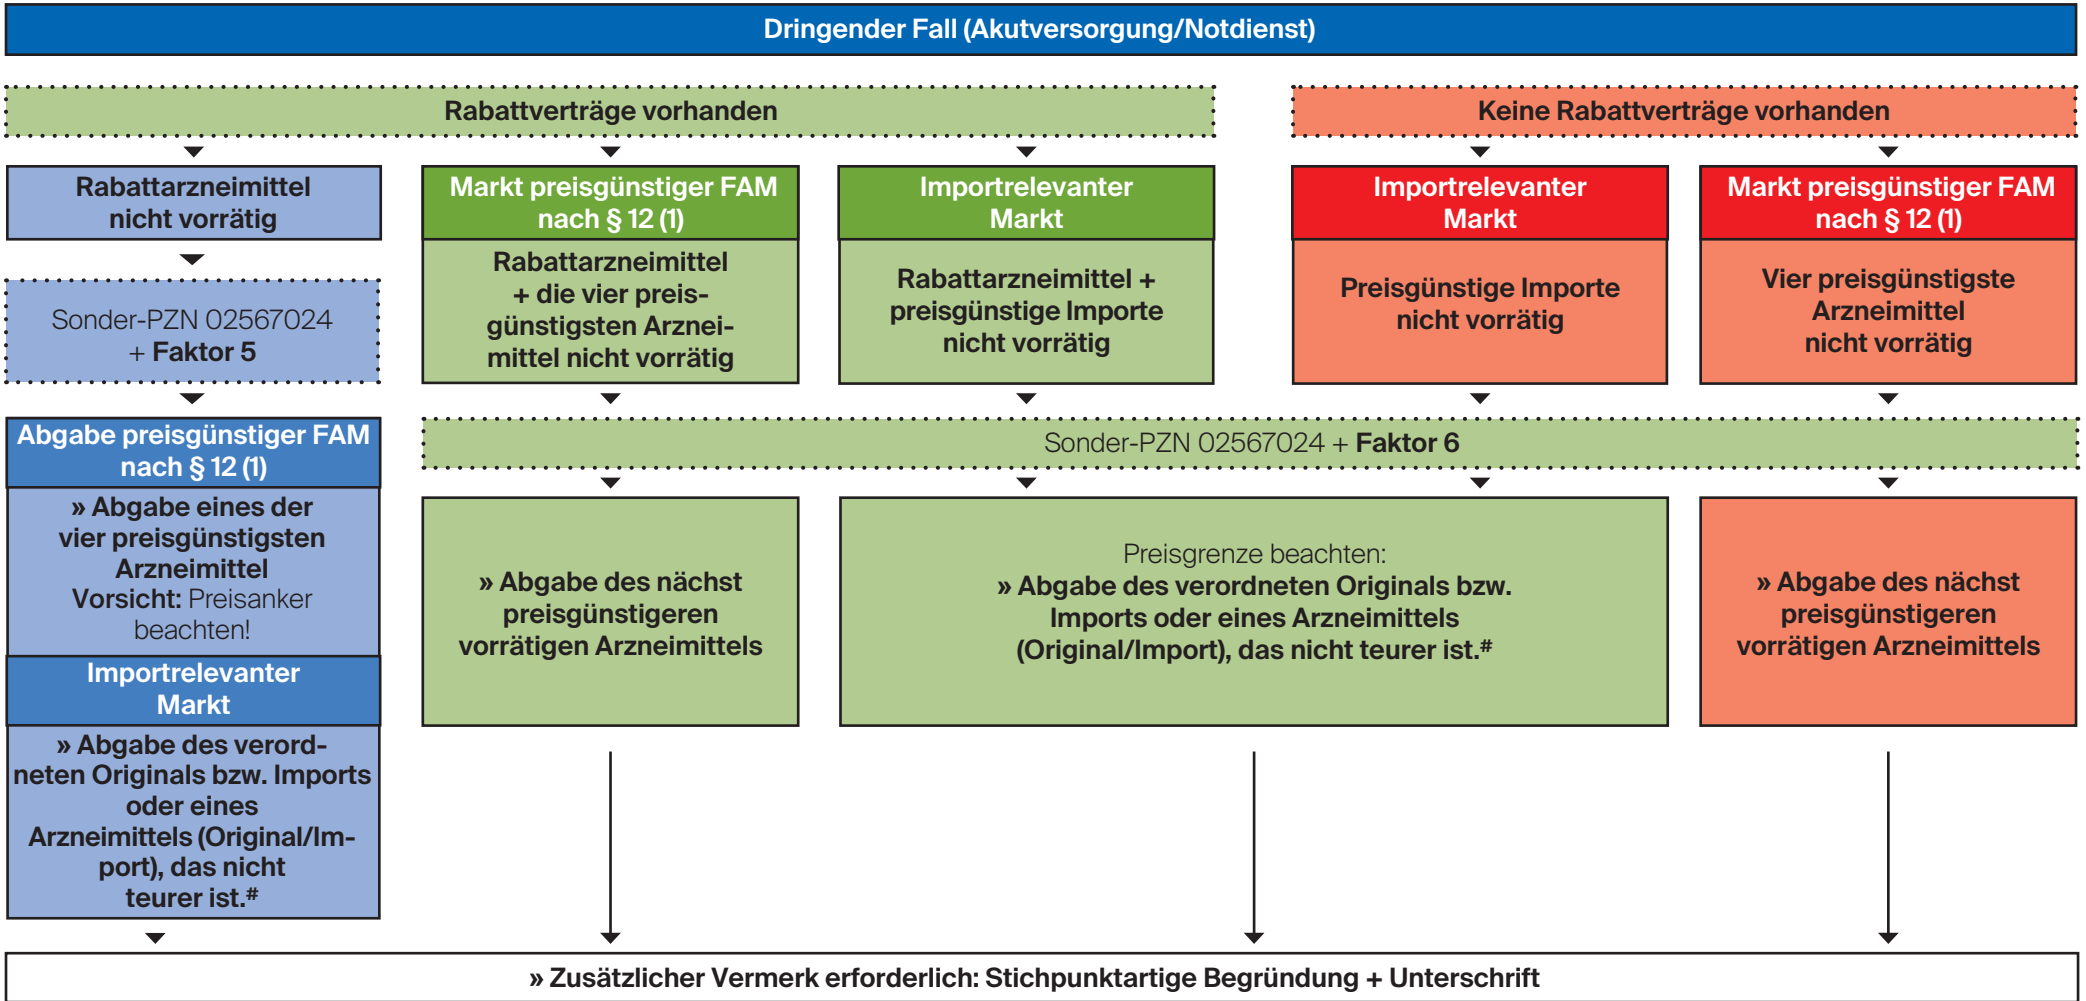 Dringender Fall (Akutversorgung/Notdienst)
Rabattverträge vorhanden
Keine Rabattverträge vorhanden
Rabattarzneimittel
nicht vorrätig
Sonder-PZN 02567024
+ Faktor 5
Abgabe preisgünstiger FAM
nach § 12 (1)
» Abgabe eines der
vier preisgünstigsten
Arzneimittel
Vorsicht: Preisanker
beachten!
Importrelevanter
Markt
» Abgabe des verord-
neten Originals bzw. Imports
oder eines
Arzneimittels (Original/Im-
port), das nicht
teurer ist.#
Markt preisgünstiger FAM
nach § 12 (1)
Rabattarzneimittel
+ die vier preis-
günstigsten Arznei-
mittel nicht vorrätig
Importrelevanter
Markt
Rabattarzneimittel +
preisgünstige Importe
nicht vorrätig
Importrelevanter
Markt
Preisgünstige Importe
nicht vorrätig
Markt preisgünstiger FAM
nach § 12 (1)
Vier preisgünstigste
Arzneimittel
nicht vorrätig
Sonder-PZN 02567024 + Faktor 6
» Abgabe des nächst
preisgünstigeren
vorrätigen Arzneimittels
Preisgrenze beachten:
» Abgabe des verordneten Originals bzw.
Imports oder eines Arzneimittels
(Original/Import), das nicht teurer ist.#
» Abgabe des nächst
preisgünstigeren
vorrätigen Arzneimittels
» Zusätzlicher Vermerk erforderlich: Stichpunktartige Begründung + Unterschrift